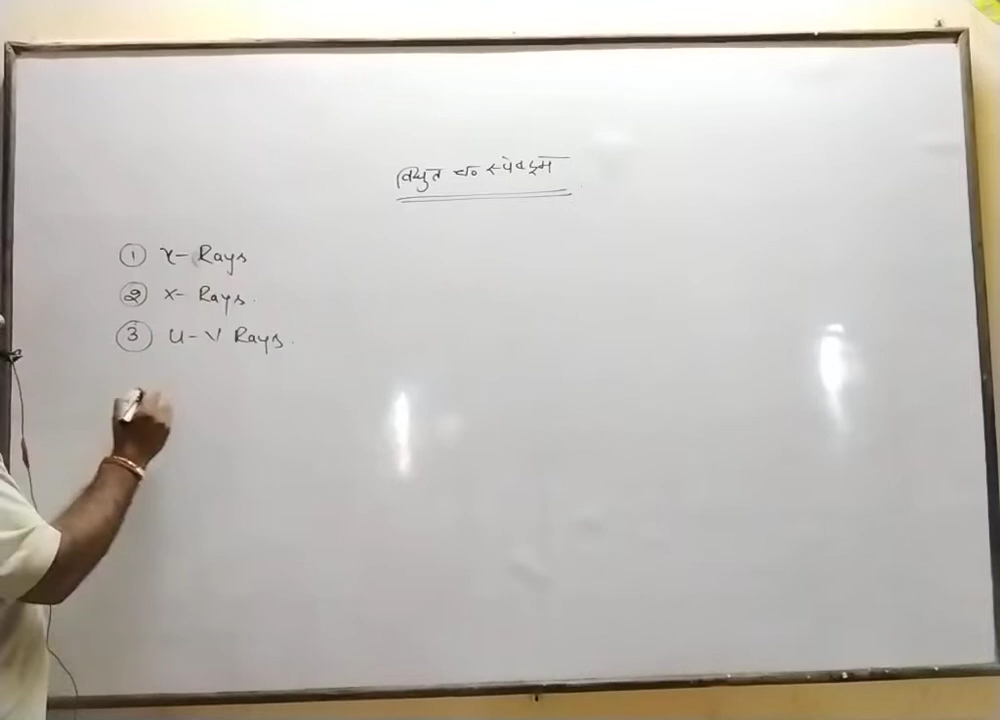 विद्युत च० स्पेक्ट्रम
① γ- Rays
② X- Rays.
③ U-V Rays.